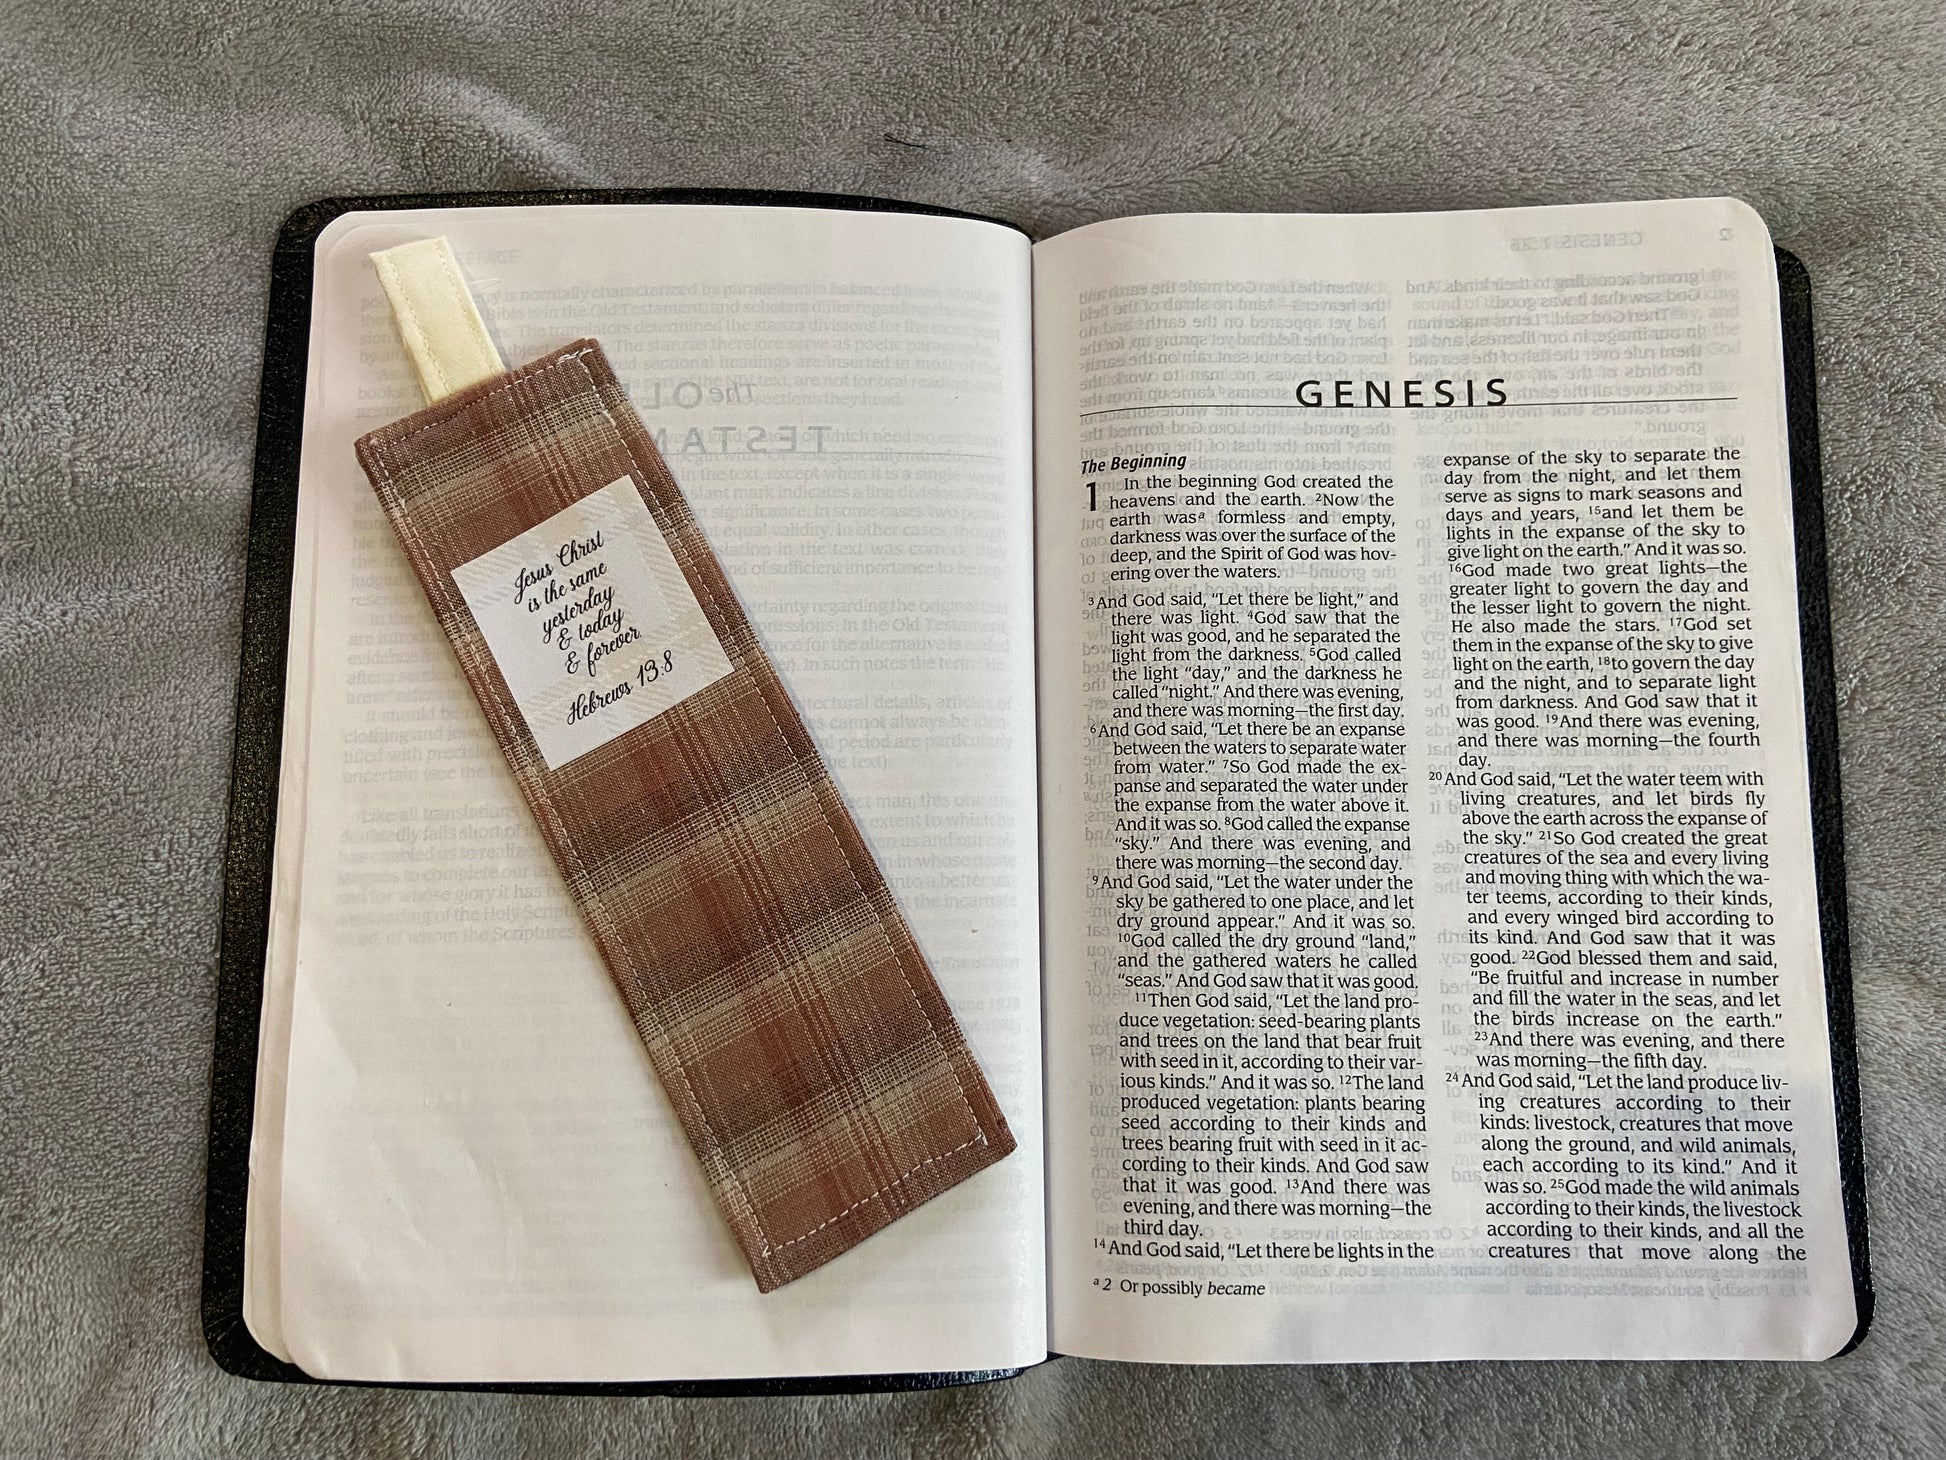 Jesus Christ
is the same
yesterday
& today
& forever.
Hebrews 13:8
GENESIS
The Beginning
1 In the beginning God created the
heavens and the earth. 2Now the
earth wasa formless and empty,
darkness was over the surface of the
deep, and the Spirit of God was hov-
ering over the waters.
3And God said, “Let there be light,” and
there was light. 4God saw that the
light was good, and he separated the
light from the darkness. 5God called
the light “day,” and the darkness he
called “night.” And there was evening,
and there was morning—the first day.
6And God said, “Let there be an expanse
between the waters to separate water
from water.” 7So God made the ex-
panse and separated the water under
the expanse from the water above it.
And it was so. 8God called the expanse
“sky.” And there was evening, and
there was morning—the second day.
9And God said, “Let the water under the
sky be gathered to one place, and let
dry ground appear.” And it was so.
10God called the dry ground “land,”
and the gathered waters he called
“seas.” And God saw that it was good.
11Then God said, “Let the land pro-
duce vegetation: seed-bearing plants
and trees on the land that bear fruit
with seed in it, according to their var-
ious kinds.” And it was so. 12The land
produced vegetation: plants bearing
seed according to their kinds and
trees bearing fruit with seed in it ac-
cording to their kinds. And God saw
that it was good. 13And there was
evening, and there was morning—the
third day.
14And God said, “Let there be lights in the
expanse of the sky to separate the
day from the night, and let them
serve as signs to mark seasons and
days and years, 15and let them be
lights in the expanse of the sky to
give light on the earth.” And it was so.
16God made two great lights—the
greater light to govern the day and
the lesser light to govern the night.
He also made the stars. 17God set
them in the expanse of the sky to give
light on the earth, 18to govern the day
and the night, and to separate light
from darkness. And God saw that it
was good. 19And there was evening,
and there was morning—the fourth
day.
20And God said, “Let the water teem with
living creatures, and let birds fly
above the earth across the expanse of
the sky.” 21So God created the great
creatures of the sea and every living
and moving thing with which the wa-
ter teems, according to their kinds,
and every winged bird according to
its kind. And God saw that it was
good. 22God blessed them and said,
“Be fruitful and increase in number
and fill the water in the seas, and let
the birds increase on the earth.”
23And there was evening, and there
was morning—the fifth day.
24And God said, “Let the land produce liv-
ing creatures according to their
kinds: livestock, creatures that move
along the ground, and wild animals,
each according to its kind.” And it
was so. 25God made the wild animals
according to their kinds, the livestock
according to their kinds, and all the
creatures that move along the
a 2 Or possibly became